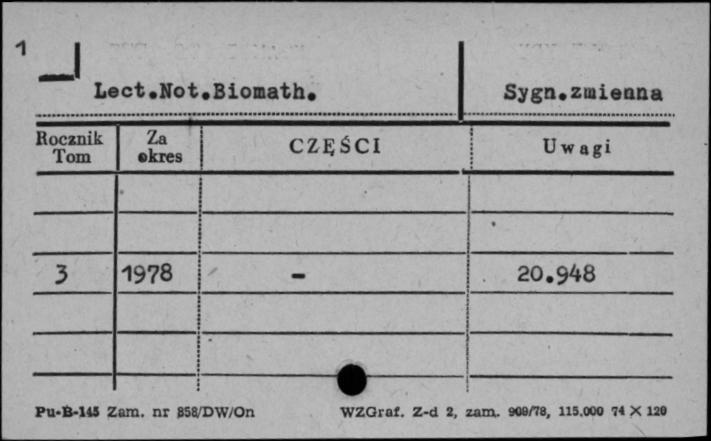 1
Lect.Not.Biomath. Sygn.zmienna
Rocznik Tom Za okres CZĘŚCI Uwagi
3 1978 - 20.948
Pu-B-145 Zam. nr 858/DW/On WZGraf. Z-d 2, zam. 909/78, 115.000 74 X 120